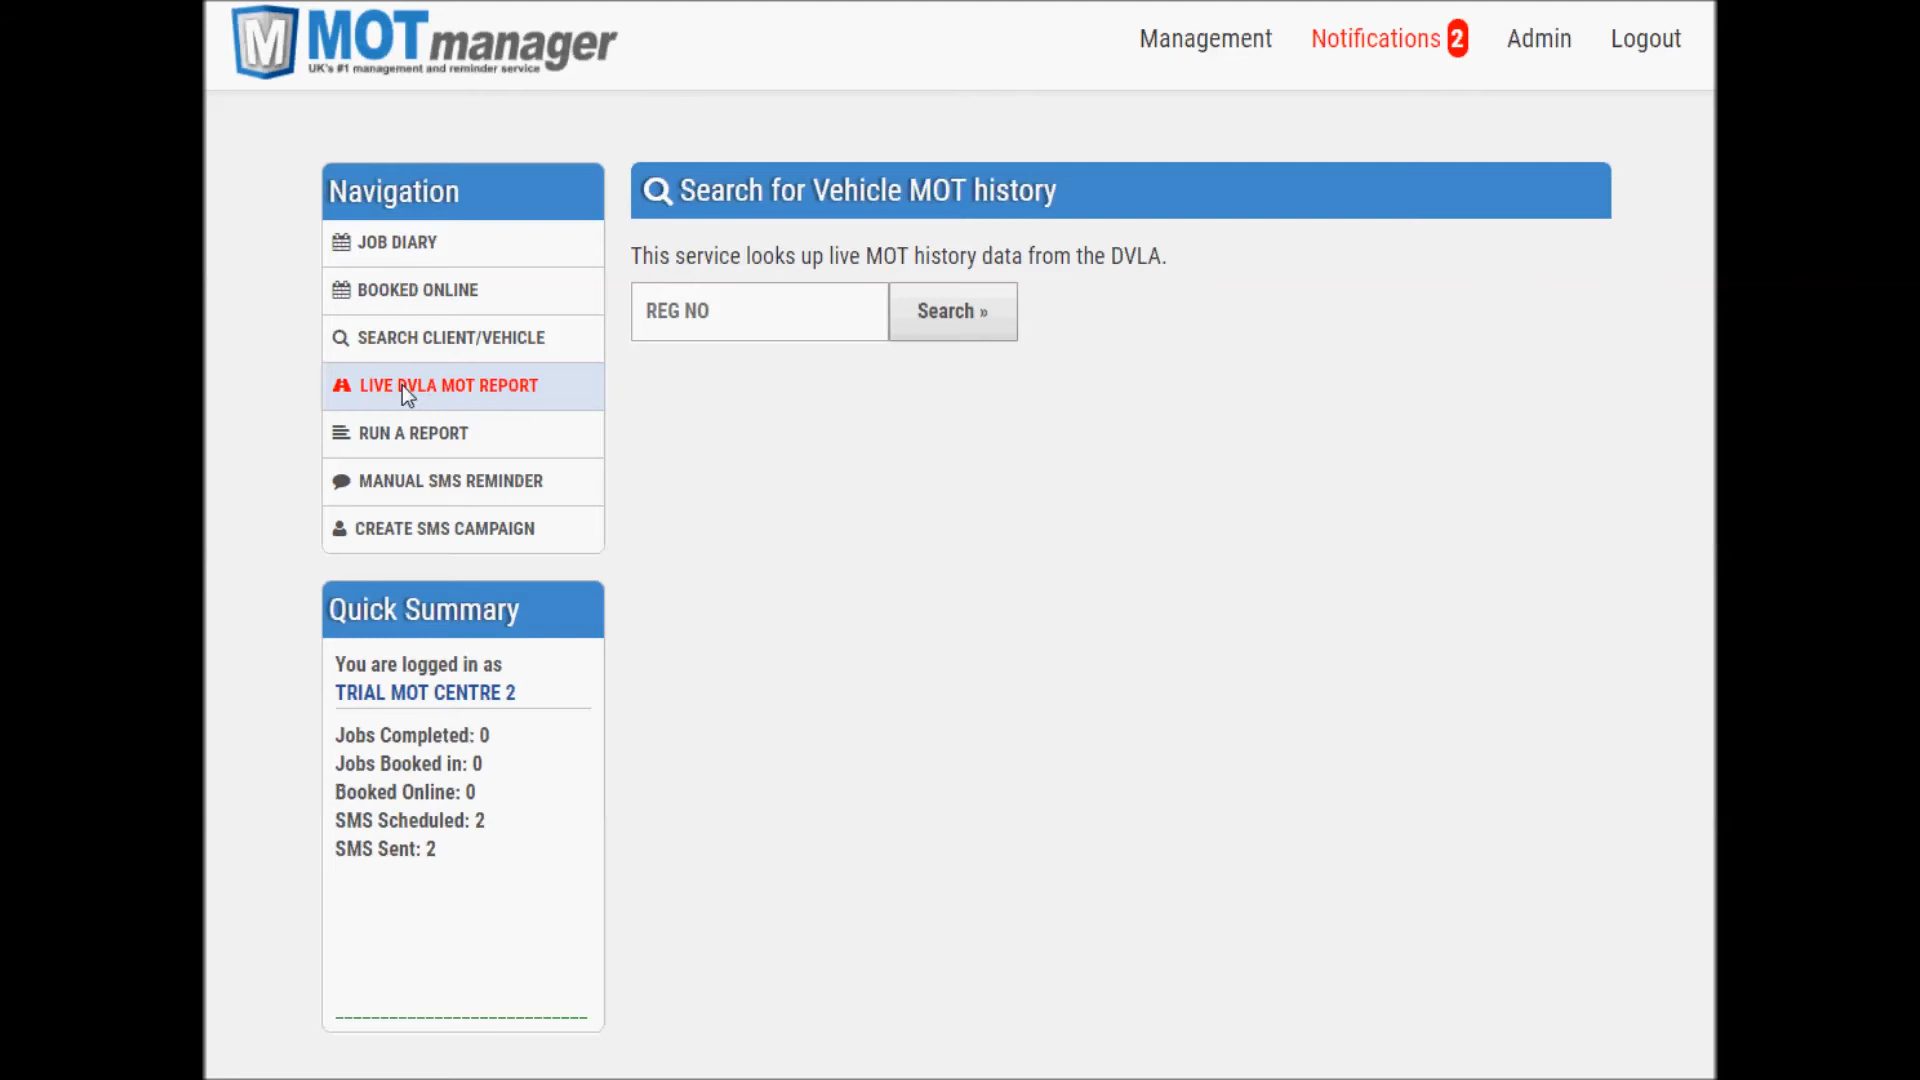 M MOTmanager
UK's #1 management and reminder service
Management
Notifications 2
Admin
Logout
Navigation
JOB DIARY
BOOKED ONLINE
SEARCH CLIENT/VEHICLE
LIVE DVLA MOT REPORT
RUN A REPORT
MANUAL SMS REMINDER
CREATE SMS CAMPAIGN
Quick Summary
You are logged in as
TRIAL MOT CENTRE 2
Jobs Completed: 0
Jobs Booked in: 0
Booked Online: 0
SMS Scheduled: 2
SMS Sent: 2
Search for Vehicle MOT history
This service looks up live MOT history data from the DVLA.
REG NO
Search »